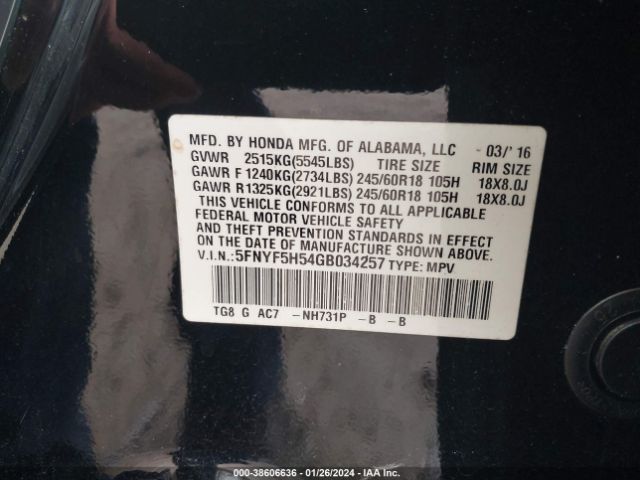 MFD. BY HONDA MFG. OF ALABAMA, LLC - 03/' 16
GVWR 2515KG(5545LBS) TIRE SIZE RIM SIZE
GAWR F 1240KG(2734LBS) 245/60R18 105H 18X8.0J
GAWR R 1325KG(2921LBS) 245/60R18 105H 18X8.0J
THIS VEHICLE CONFORMS TO ALL APPLICABLE
FEDERAL MOTOR VEHICLE SAFETY
AND THEFT PREVENTION STANDARDS IN EFFECT
ON THE DATE OF MANUFACTURE SHOWN ABOVE.
V.I.N.:5FNYF5H54GB034257 TYPE: MPV
TG8 G AC7 -NH731P -B -B
000-38606636 - 01/26/2024 - IAA Inc.